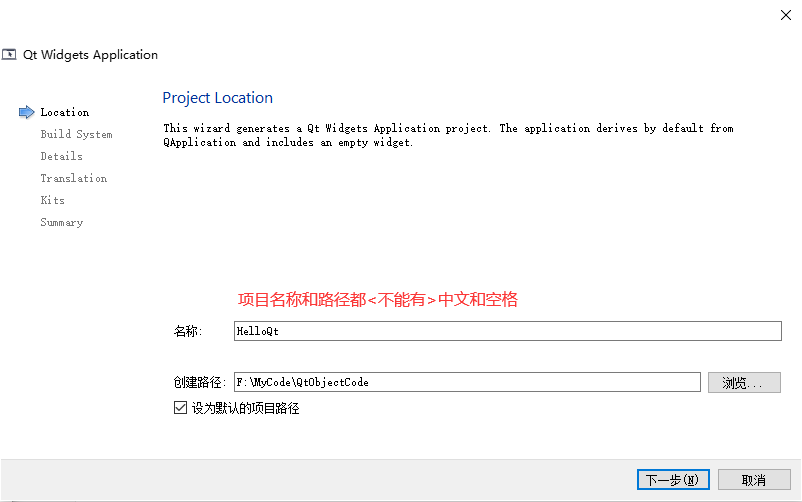 Qt Widgets Application
Location
Build System
Details
Translation
Kits
Summary
Project Location
This wizard generates a Qt Widgets Application project. The application derives by default from
QApplication and includes an empty widget.
项目名称和路径都<不能有>中文和空格
名称: HelloQt
创建路径: F:\MyCode\QtObjectCode 浏览...
设为默认的项目路径
下一步(N) 取消